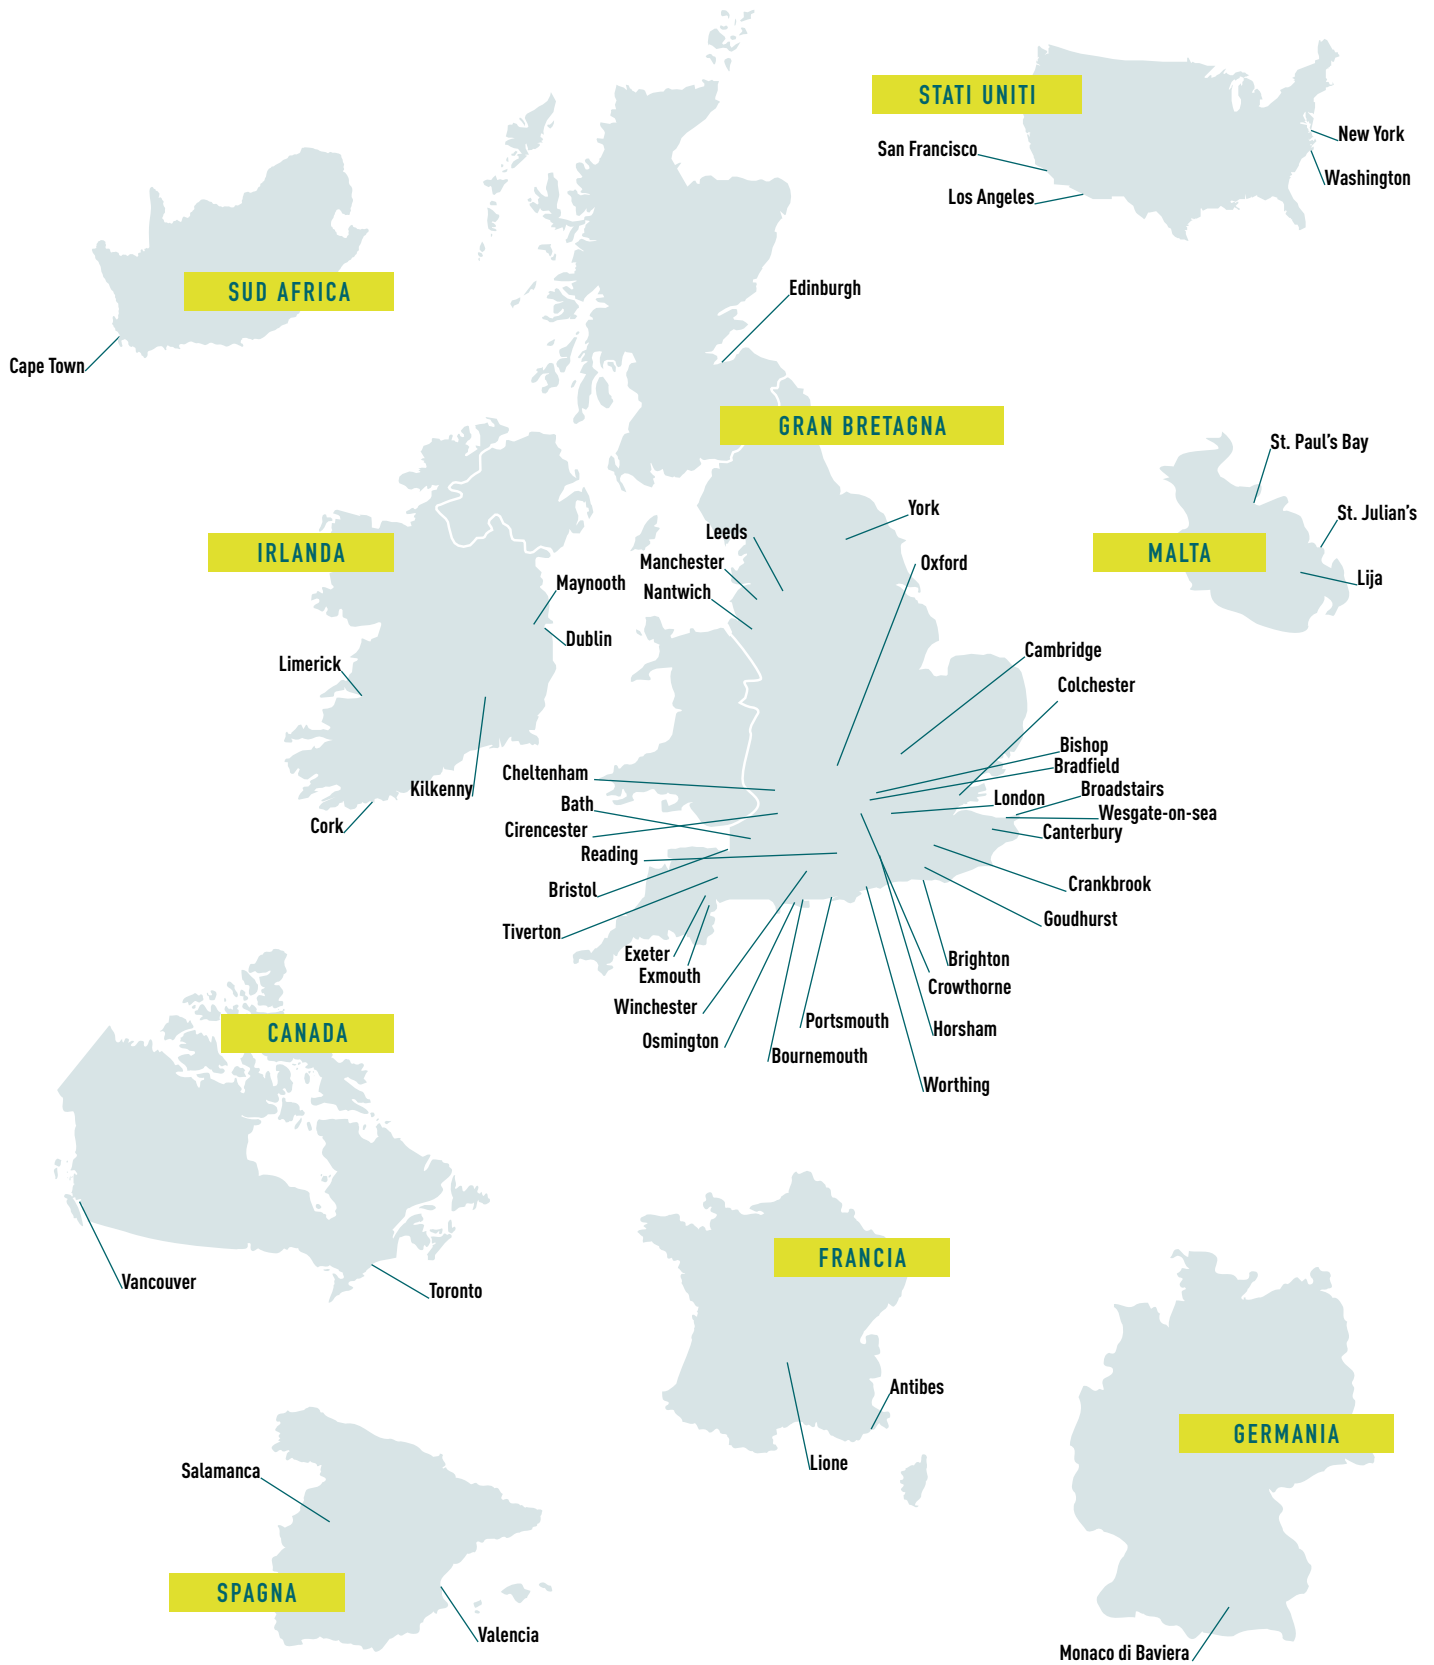 STATI UNITI
New York
San Francisco
Washington
Los Angeles
SUD AFRICA
Cape Town
Edinburgh
GRAN BRETAGNA
York
Leeds
Manchester
Nantwich
Oxford
Cambridge
Colchester
Bishop
Bradfield
Broadstairs
London
Wesgate-on-sea
Canterbury
Cheltenham
Bath
Cirencester
Reading
Bristol
Tiverton
Exeter
Exmouth
Winchester
Osmington
Crankbrook
Goudhurst
Brighton
Crowthorne
Portsmouth
Horsham
Bournemouth
Worthing
St. Paul's Bay
St. Julian's
MALTA
Lija
IRLANDA
Maynooth
Dublin
Limerick
Kilkenny
Cork
CANADA
Vancouver
Toronto
FRANCIA
Antibes
Lione
GERMANIA
Monaco di Baviera
Salamanca
SPAGNA
Valencia